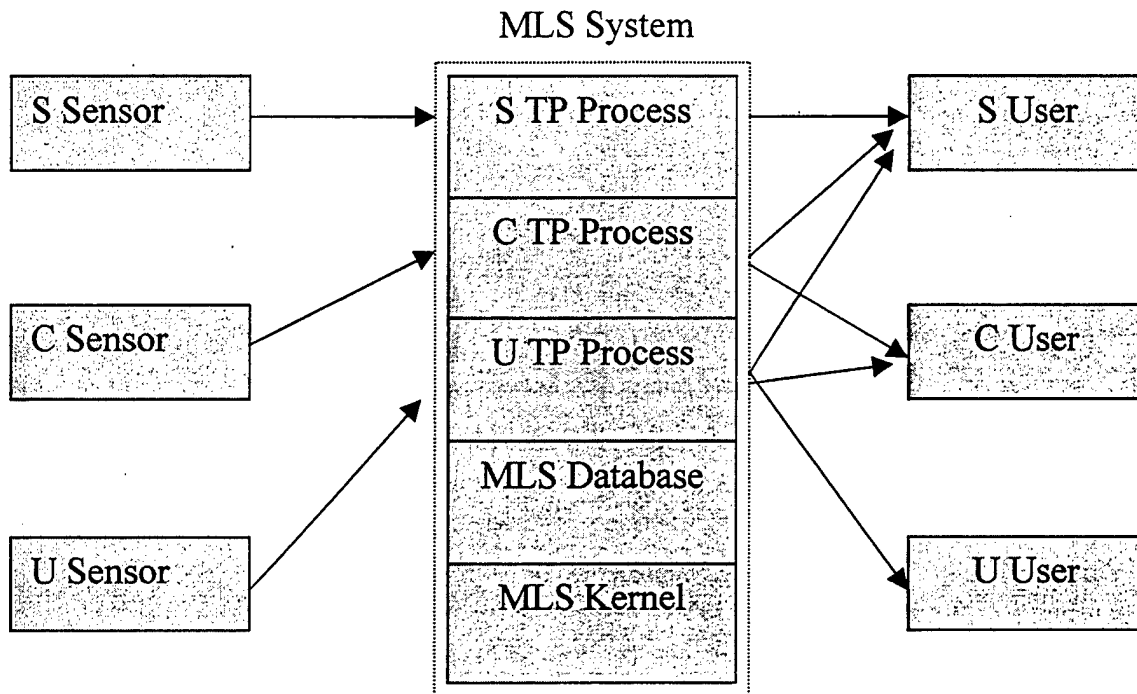 MLS System
S Sensor
S TP Process
S User
C TP Process
C Sensor
C User
U TP Process
MLS Database
U Sensor
U User
MLS Kernel